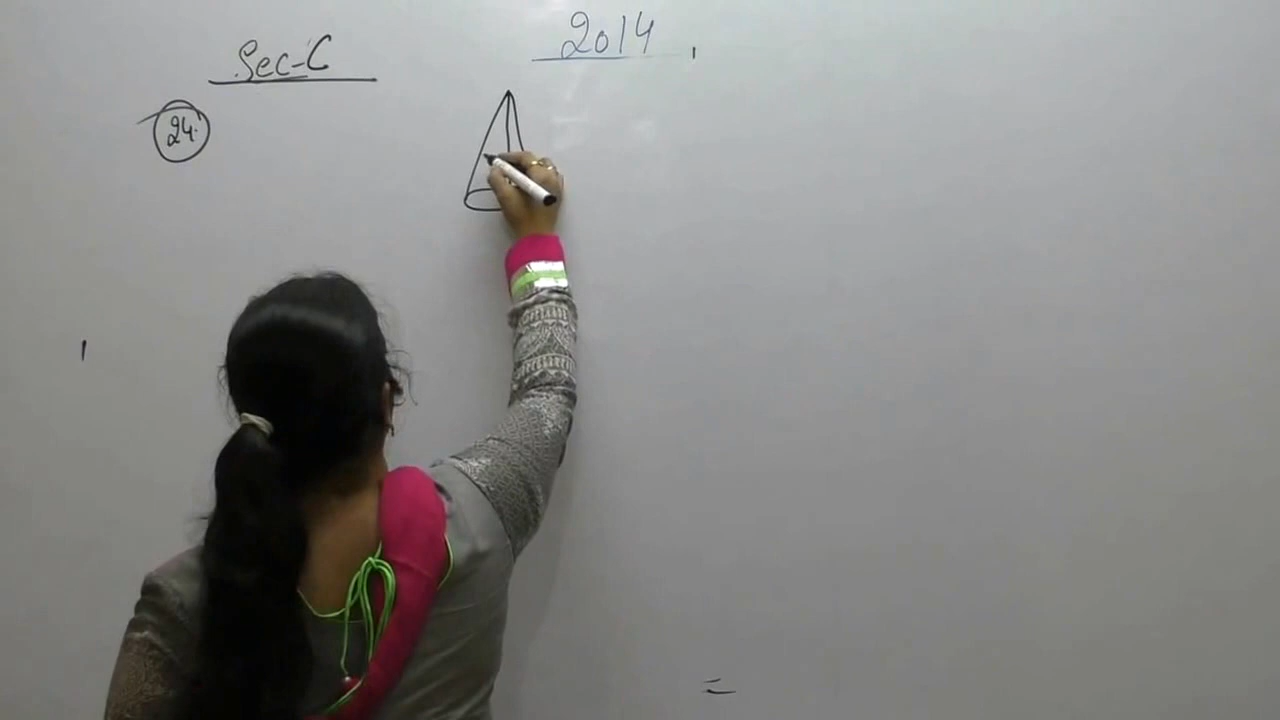 2014
Sec-C
24.
=